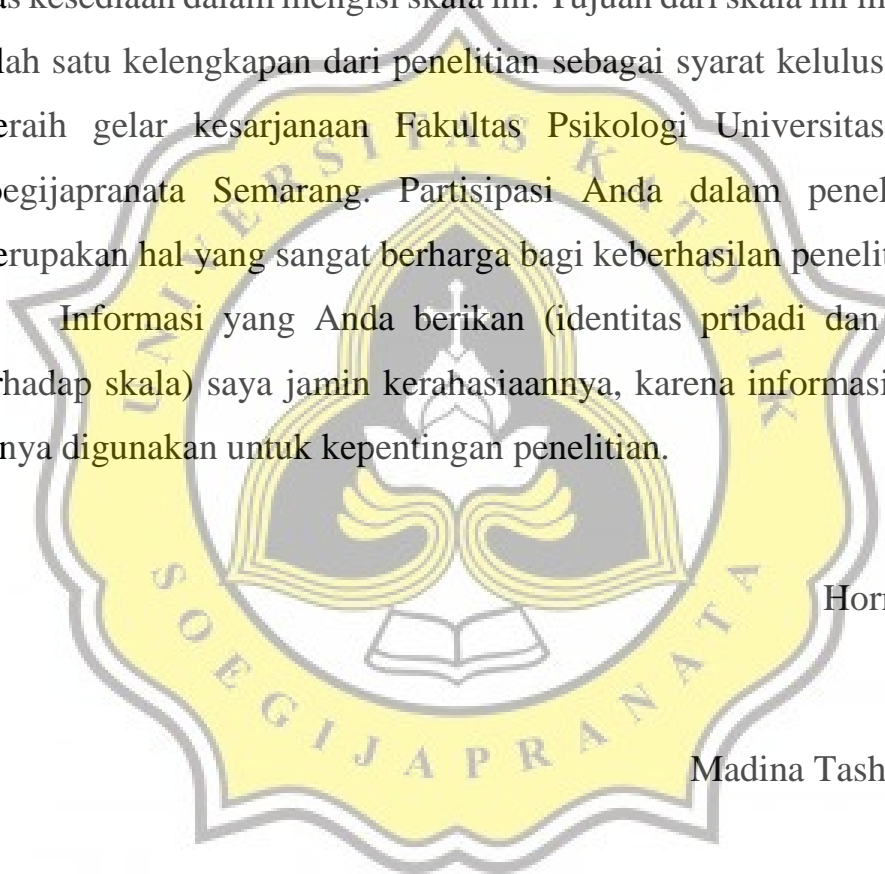 as kesediaan dalam mengisi skala ini. Tujuan dari skala ini
lah satu kelengkapan dari penelitian sebagai syarat kelulus
eraih gelar kesarjanaan Fakultas Psikologi Universitas
oegijapranata Semarang. Partisipasi Anda dalam penel
erupakan hal yang sangat berharga bagi keberhasilan penelit
Informasi yang Anda berikan (identitas pribadi dan
rhadap skala) saya jamin kerahasiaannya, karena informasi
nya digunakan untuk kepentingan penelitian.
Hor
Madina Tash
UNIVERSITAS KATOLIK
SOEGIJAPRANATA